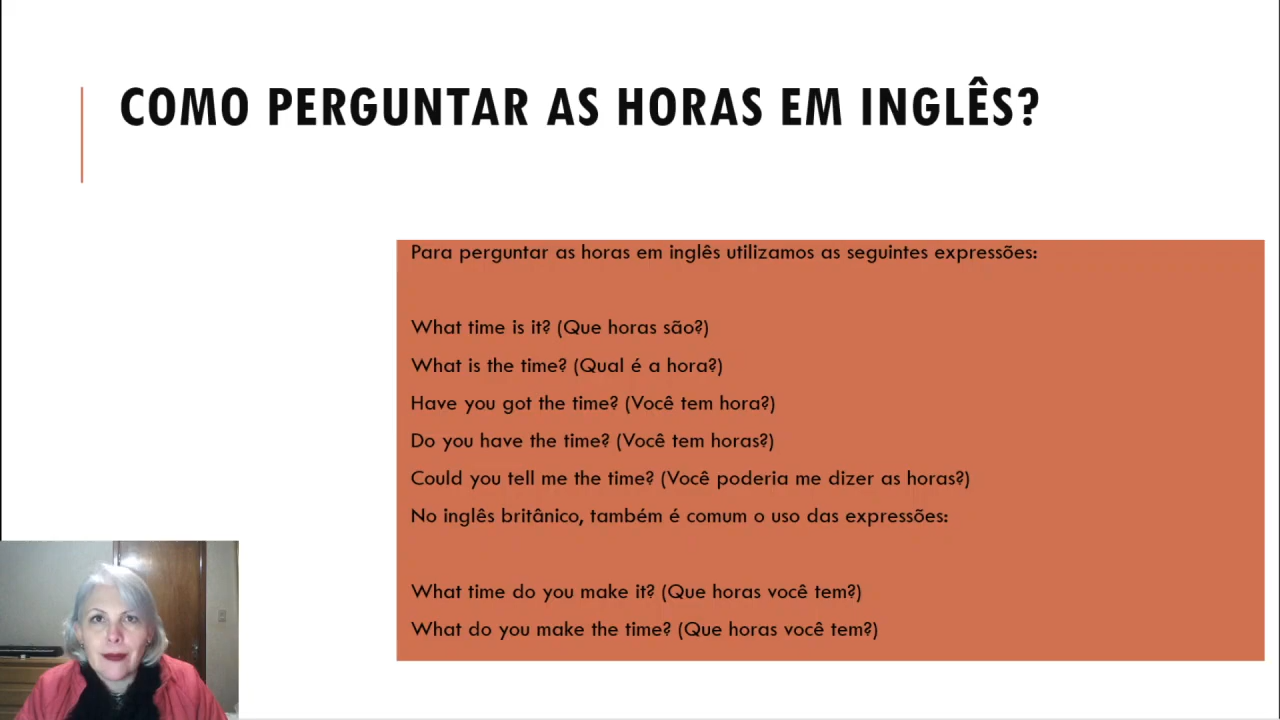 COMO PERGUNTAR AS HORAS EM INGLÊS?
Para perguntar as horas em inglês utilizamos as seguintes expressões:
What time is it? (Que horas são?)
What is the time? (Qual é a hora?)
Have you got the time? (Você tem hora?)
Do you have the time? (Você tem horas?)
Could you tell me the time? (Você poderia me dizer as horas?)
No inglês britânico, também é comum o uso das expressões:
What time do you make it? (Que horas você tem?)
What do you make the time? (Que horas você tem?)